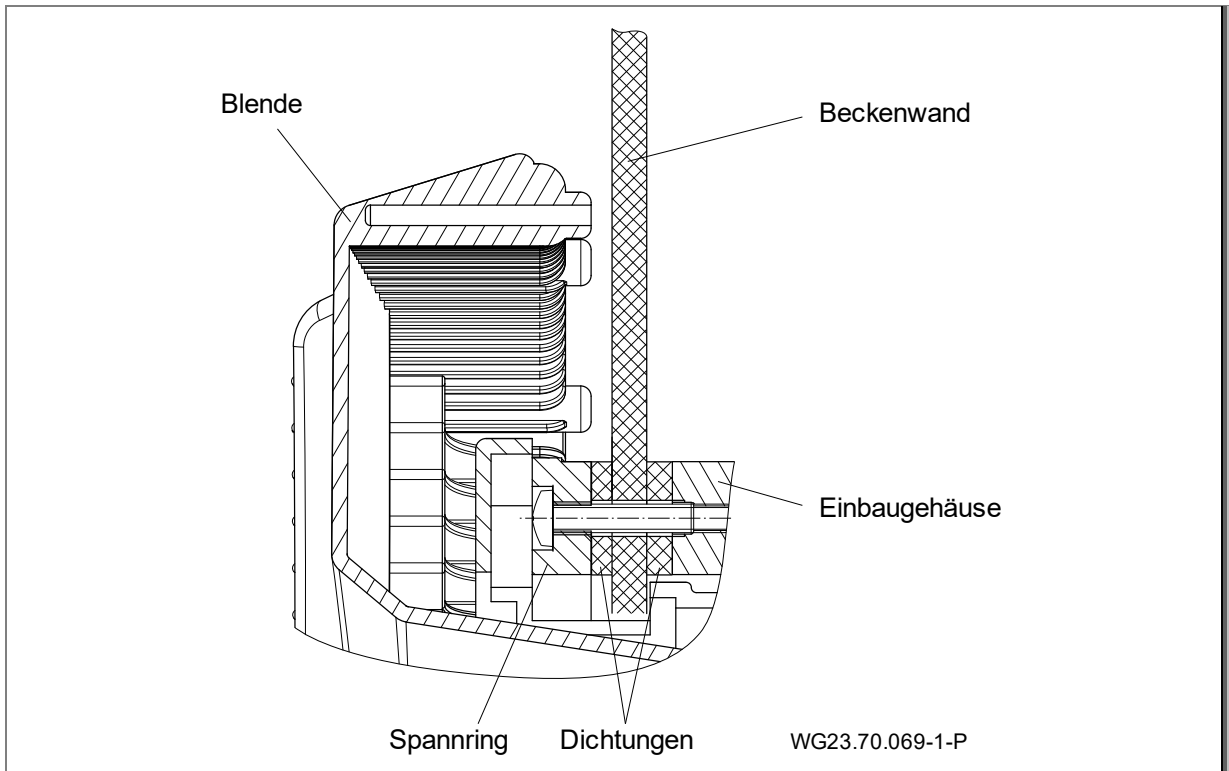 Blende
Beckenwand
Einbaugehäuse
Spannring
Dichtungen
WG23.70.069-1-P